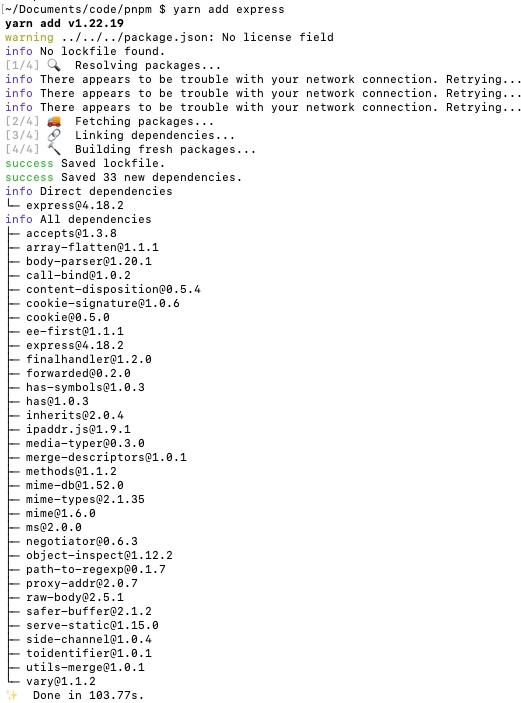 [~/Documents/code/pnpm $ yarn add express
yarn add v1.22.19
warning ../../../package.json: No license field
info No lockfile found.
[1/4] 🔍 Resolving packages...
info There appears to be trouble with your network connection. Retrying...
info There appears to be trouble with your network connection. Retrying...
info There appears to be trouble with your network connection. Retrying...
[2/4] 🚚 Fetching packages...
[3/4] 🔗 Linking dependencies...
[4/4] 🔨 Building fresh packages...
success Saved lockfile.
success Saved 33 new dependencies.
info Direct dependencies
└─ express@4.18.2
info All dependencies
├─ accepts@1.3.8
├─ array-flatten@1.1.1
├─ body-parser@1.20.1
├─ call-bind@1.0.2
├─ content-disposition@0.5.4
├─ cookie-signature@1.0.6
├─ cookie@0.5.0
├─ ee-first@1.1.1
├─ express@4.18.2
├─ finalhandler@1.2.0
├─ forwarded@0.2.0
├─ has-symbols@1.0.3
├─ has@1.0.3
├─ inherits@2.0.4
├─ ipaddr.js@1.9.1
├─ media-typer@0.3.0
├─ merge-descriptors@1.0.1
├─ methods@1.1.2
├─ mime-db@1.52.0
├─ mime-types@2.1.35
├─ mime@1.6.0
├─ ms@2.0.0
├─ negotiator@0.6.3
├─ object-inspect@1.12.2
├─ path-to-regexp@0.1.7
├─ proxy-addr@2.0.7
├─ raw-body@2.5.1
├─ safer-buffer@2.1.2
├─ serve-static@1.15.0
├─ side-channel@1.0.4
├─ toidentifier@1.0.1
├─ utils-merge@1.0.1
└─ vary@1.1.2
✨ Done in 103.77s.